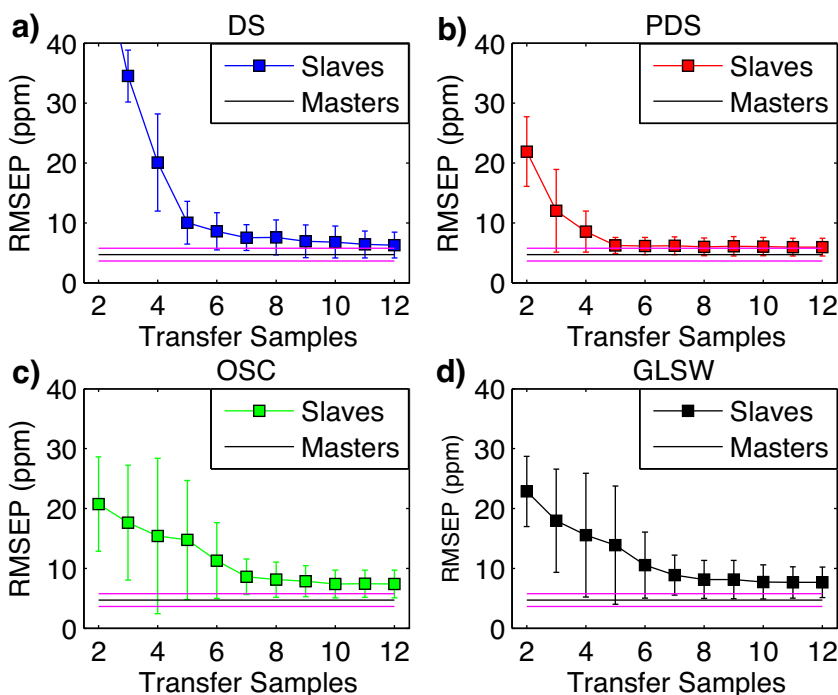 a)
DS
40
30
20
10
0
RMSEP (ppm)
Slaves
Masters
2 4 6 8 10 12
Transfer Samples
b)
PDS
40
30
20
10
0
RMSEP (ppm)
Slaves
Masters
2 4 6 8 10 12
Transfer Samples
c)
OSC
40
30
20
10
0
RMSEP (ppm)
Slaves
Masters
2 4 6 8 10 12
Transfer Samples
d)
GLSW
40
30
20
10
0
RMSEP (ppm)
Slaves
Masters
2 4 6 8 10 12
Transfer Samples